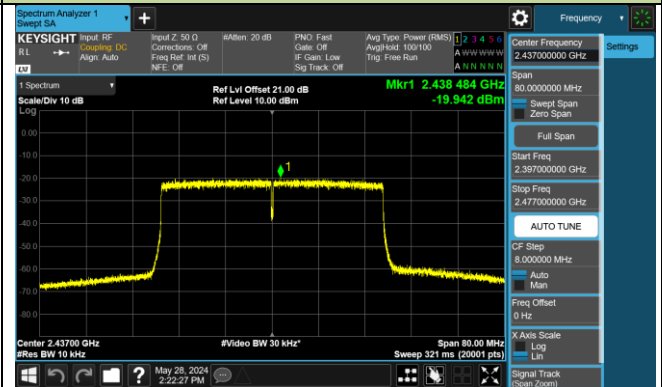 Spectrum Analyzer 1
Swept SA
+
Frequency
KEYSIGHT
R L
LXI
Input: RF
Coupling: DC
Align: Auto
Input Z: 50 Ω
Corrections: Off
Freq Ref: Int (S)
NFE: Off
#Atten: 20 dB
PNO: Fast
Gate: Off
IF Gain: Low
Sig Track: Off
Avg Type: Power (RMS)
Avg|Hold: 100/100
Trig: Free Run
1 2 3 4 5 6
A W W W W W
A N N N N N
1 Spectrum
Scale/Div 10 dB
Log
Ref Lvl Offset 21.00 dB
Ref Level 10.00 dBm
Mkr1 2.438 484 GHz
-19.942 dBm
0.00
-10.0
-20.0
-30.0
-40.0
-50.0
-60.0
-70.0
-80.0
1
Center 2.43700 GHz
#Res BW 10 kHz
#Video BW 30 kHz*
Span 80.00 MHz
Sweep 321 ms (20001 pts)
May 28, 2024
2:22:27 PM
?
Center Frequency
2.437000000 GHz
Span
80.0000000 MHz
Swept Span
Zero Span
Full Span
Start Freq
2.397000000 GHz
Stop Freq
2.477000000 GHz
AUTO TUNE
CF Step
8.000000 MHz
Auto
Man
Freq Offset
0 Hz
X Axis Scale
Log
Lin
Signal Track
(Span Zoom)
Settings